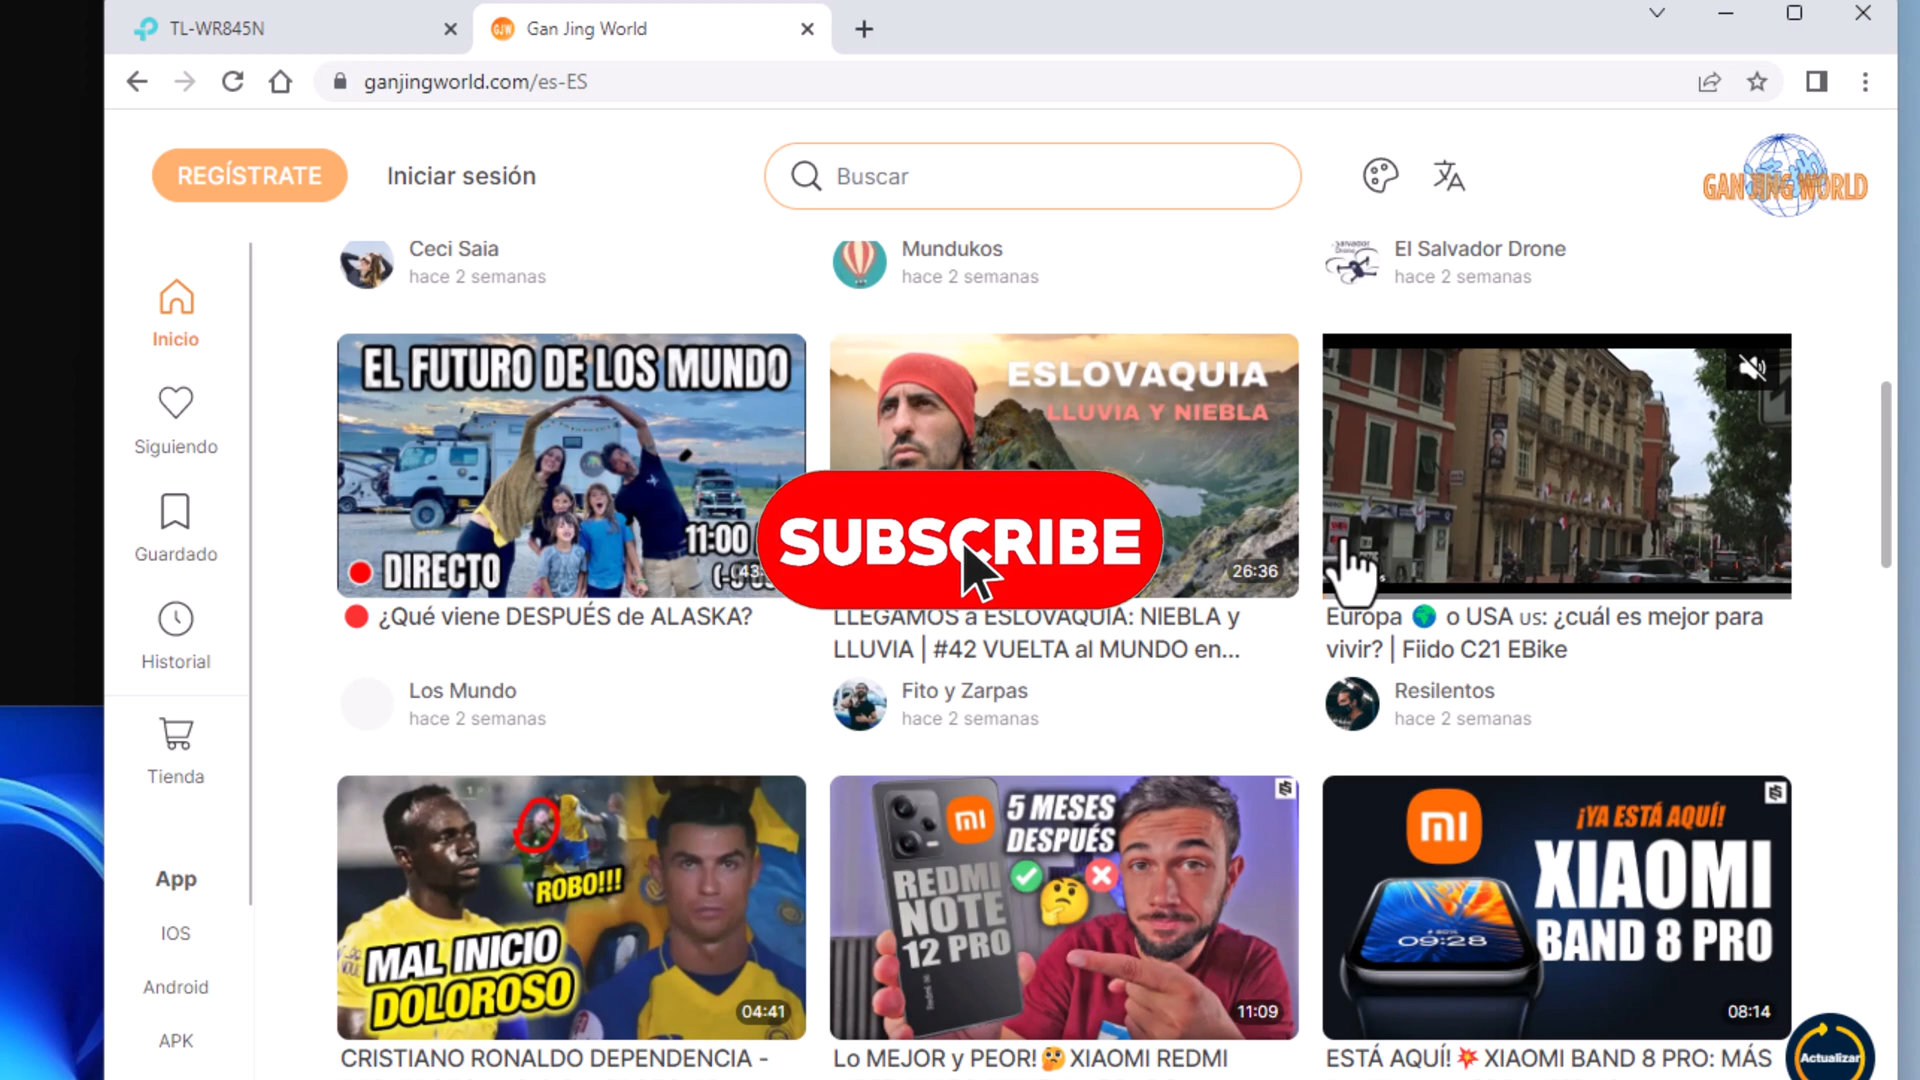 TL-WR845N
GJW
Gan Jing World
ganjingworld.com/es-ES
REGÍSTRATE
Iniciar sesión
Buscar
GAN JING WORLD
Ceci Saia
hace 2 semanas
Mundukos
hace 2 semanas
El Salvador Drone
hace 2 semanas
Inicio
Siguiendo
Guardado
Historial
Tienda
App
IOS
Android
APK
EL FUTURO DE LOS MUNDO
11:00
DIRECTO
ESLOVAQUIA
LLUVIA Y NIEBLA
26:36
SUBSCRIBE
¿Qué viene DESPUÉS de ALASKA?
LLEGAMOS a ESLOVAQUIA: NIEBLA y
LLUVIA | #42 VUELTA al MUNDO en...
Europa 🌍 o USA us: ¿cuál es mejor para
vivir? | Fiido C21 EBike
Los Mundo
hace 2 semanas
Fito y Zarpas
hace 2 semanas
Resilentos
hace 2 semanas
ROBO!!!
MAL INICIO
DOLOROSO
04:41
5 MESES
DESPUÉS
REDMI
NOTE
12 PRO
11:09
¡YA ESTÁ AQUÍ!
XIAOMI
BAND 8 PRO
09:28
08:14
CRISTIANO RONALDO DEPENDENCIA -
Lo MEJOR y PEOR!🤔 XIAOMI REDMI
ESTÁ AQUÍ! 💥 XIAOMI BAND 8 PRO: MÁS
Actualizar